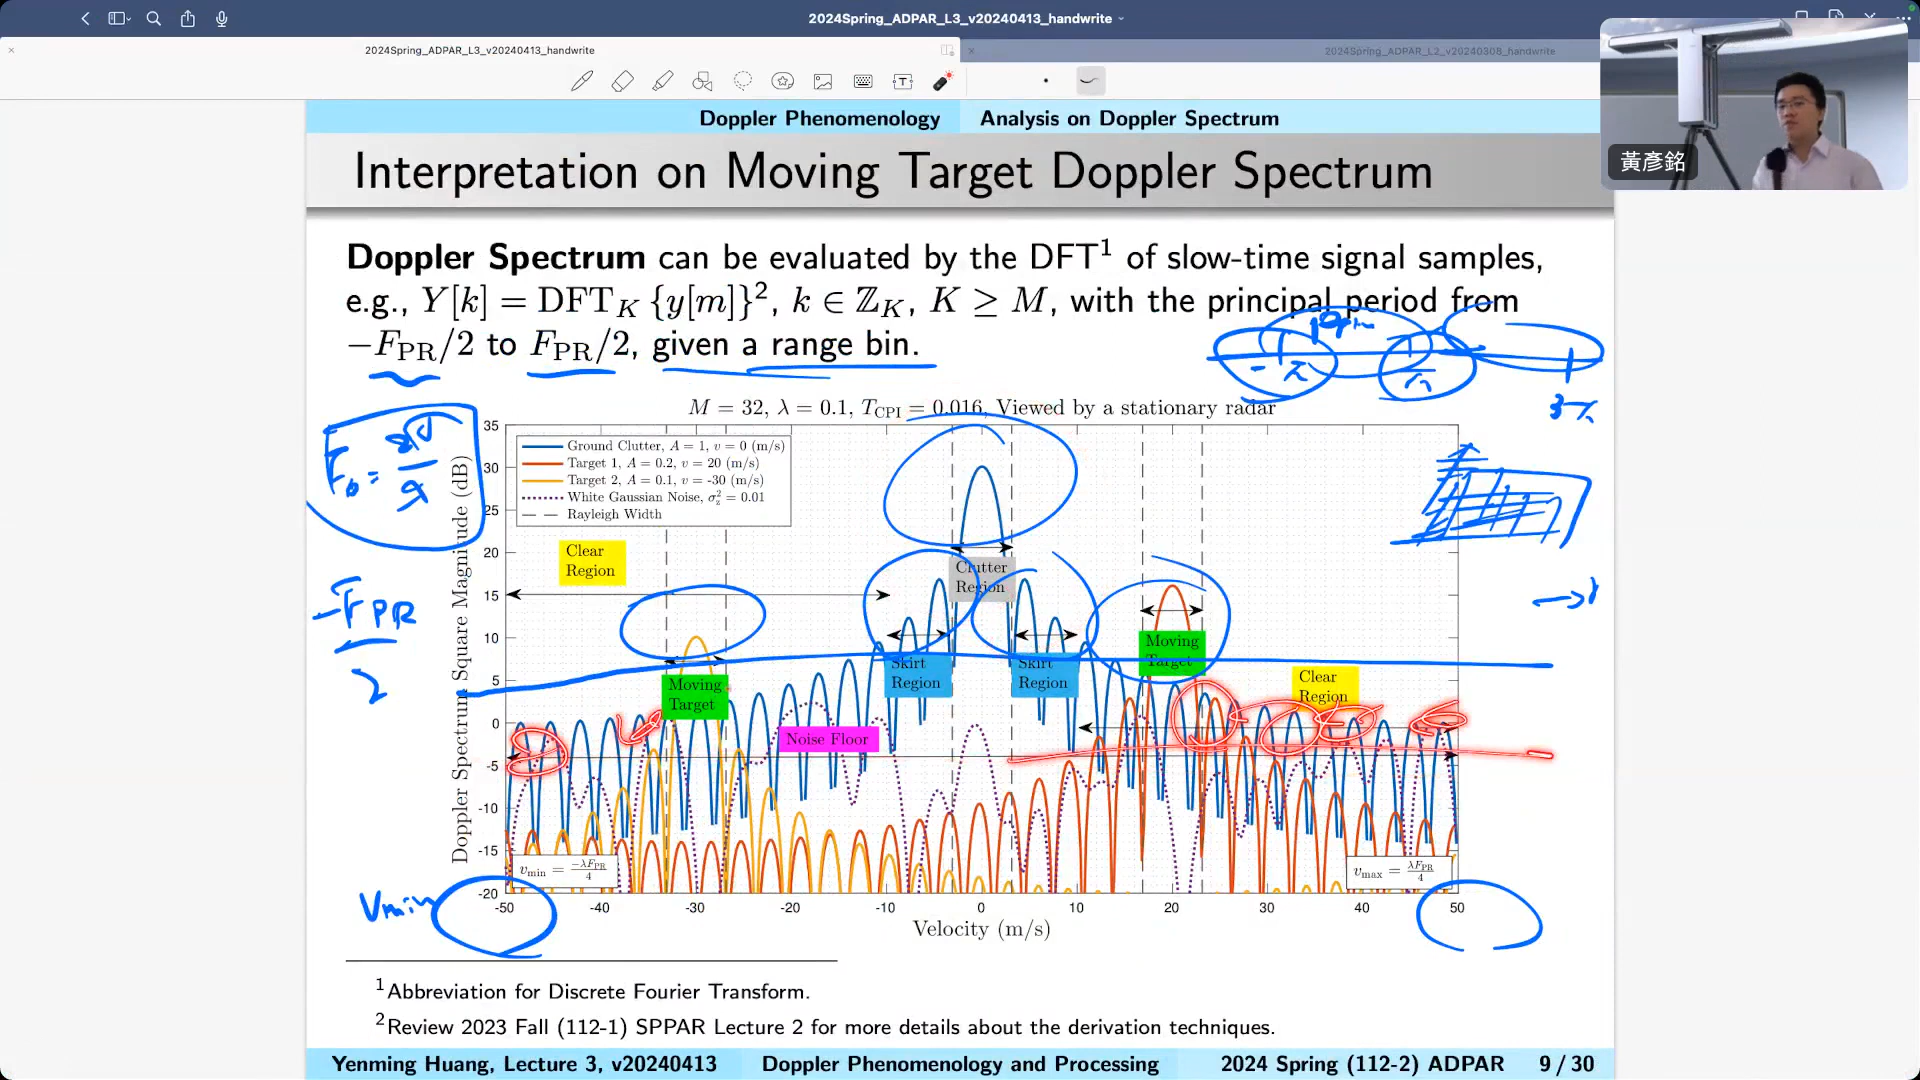 2024Spring_ADPAR_L3_v20240413_handwrite
2024Spring_ADPAR_L3_v20240413_handwrite
2024Spring_ADPAR_L2_v20240308_handwrite
黃彥銘
Doppler Phenomenology
Analysis on Doppler Spectrum
Interpretation on Moving Target Doppler Spectrum
Doppler Spectrum can be evaluated by the DFT¹ of slow-time signal samples,
e.g., Y[k] = DFT_K {y[m]}², k ∈ ℤ_K, K ≥ M, with the principal period from
−F_PR/2 to F_PR/2, given a range bin.
-π
π
3π
M = 32, λ = 0.1, T_CPI = 0.016, Viewed by a stationary radar
F_D = 2v/λ
-F_PR
2
Vmin
Doppler Spectrum Square Magnitude (dB)
35
30
25
20
15
10
5
0
-5
-10
-15
-20
Ground Clutter, A = 1, v = 0 (m/s)
Target 1, A = 0.2, v = 20 (m/s)
Target 2, A = 0.1, v = -30 (m/s)
White Gaussian Noise, σ_z² = 0.01
Rayleigh Width
Clear
Region
Clutter
Region
Skirt
Region
Skirt
Region
Moving
Target
Moving
Target
Clear
Region
Noise Floor
v_min = −λF_PR/4
v_max = λF_PR/4
-50 -40 -30 -20 -10 0 10 20 30 40 50
Velocity (m/s)
¹Abbreviation for Discrete Fourier Transform.
²Review 2023 Fall (112-1) SPPAR Lecture 2 for more details about the derivation techniques.
Yenming Huang, Lecture 3, v20240413
Doppler Phenomenology and Processing
2024 Spring (112-2) ADPAR
9 / 30